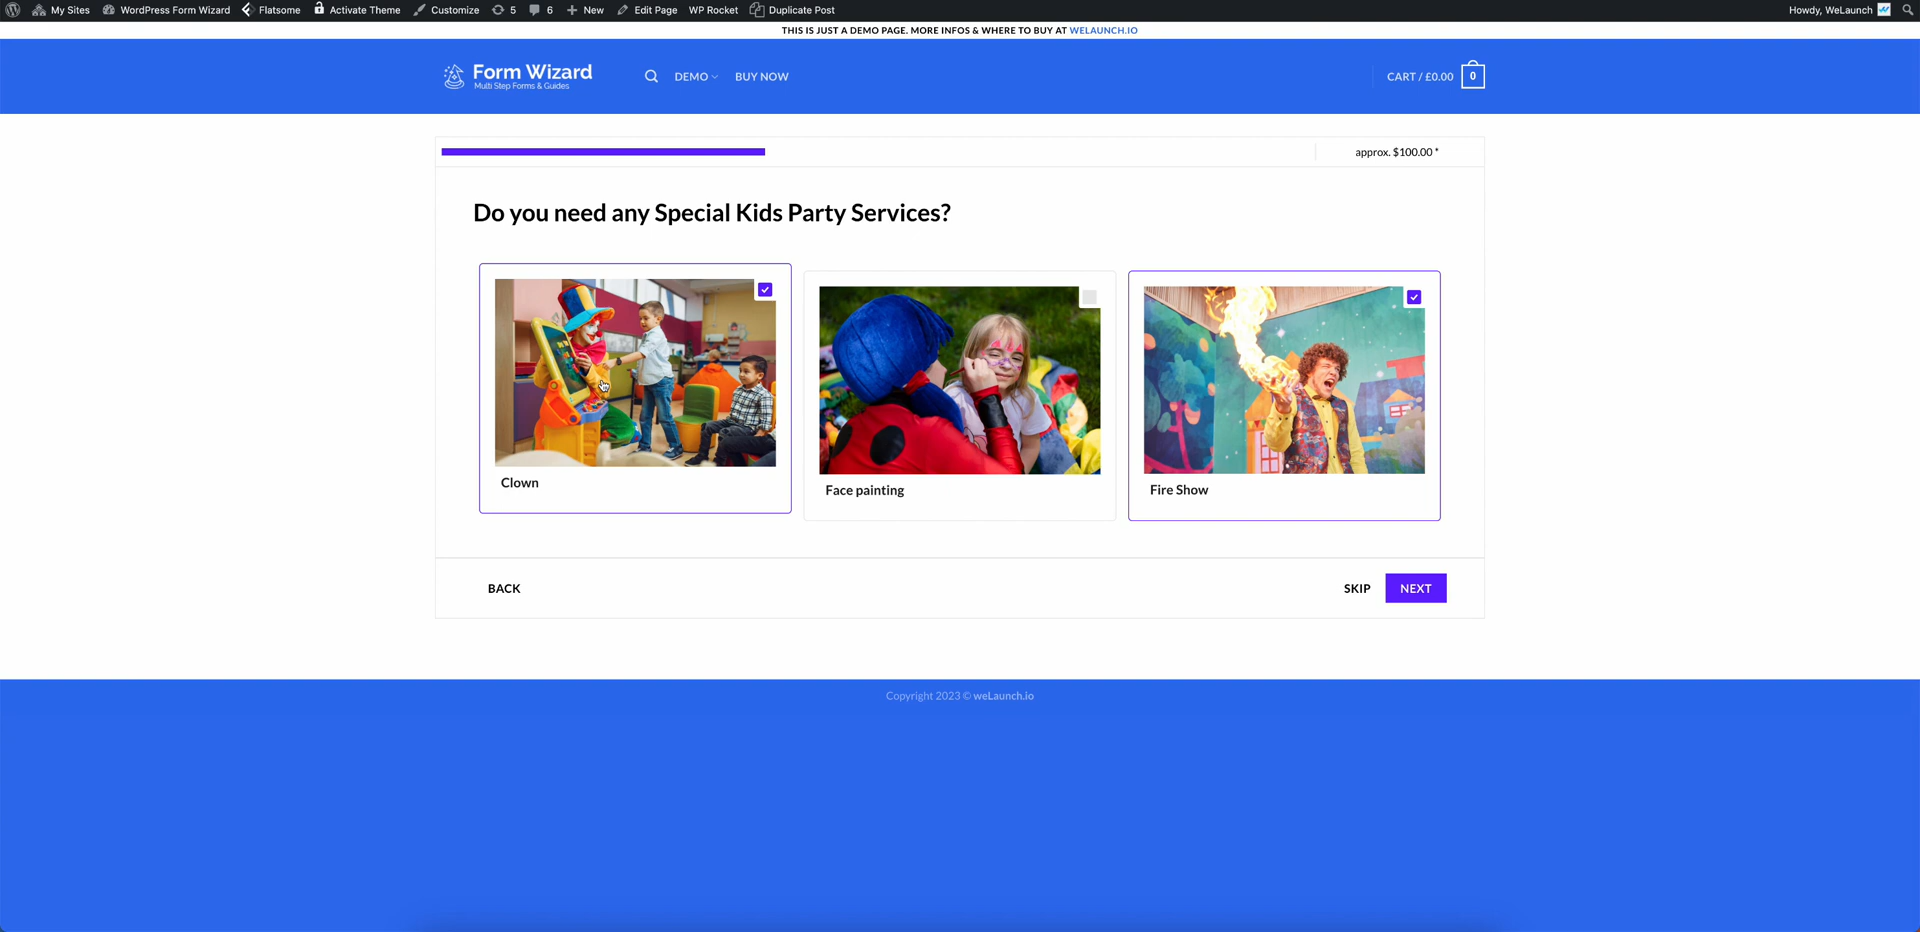 My Sites WordPress Form Wizard Flatsome Activate Theme Customize 5 6 New Edit Page WP Rocket Duplicate Post Howdy, WeLaunch
THIS IS JUST A DEMO PAGE. MORE INFOS & WHERE TO BUY AT WELAUNCH.IO
Form Wizard
Multi Step Forms & Guides
DEMO BUY NOW CART / £0.00 0
approx. $100.00 *
Do you need any Special Kids Party Services?
Clown
Face painting
Fire Show
BACK SKIP NEXT
Copyright 2023 © weLaunch.io